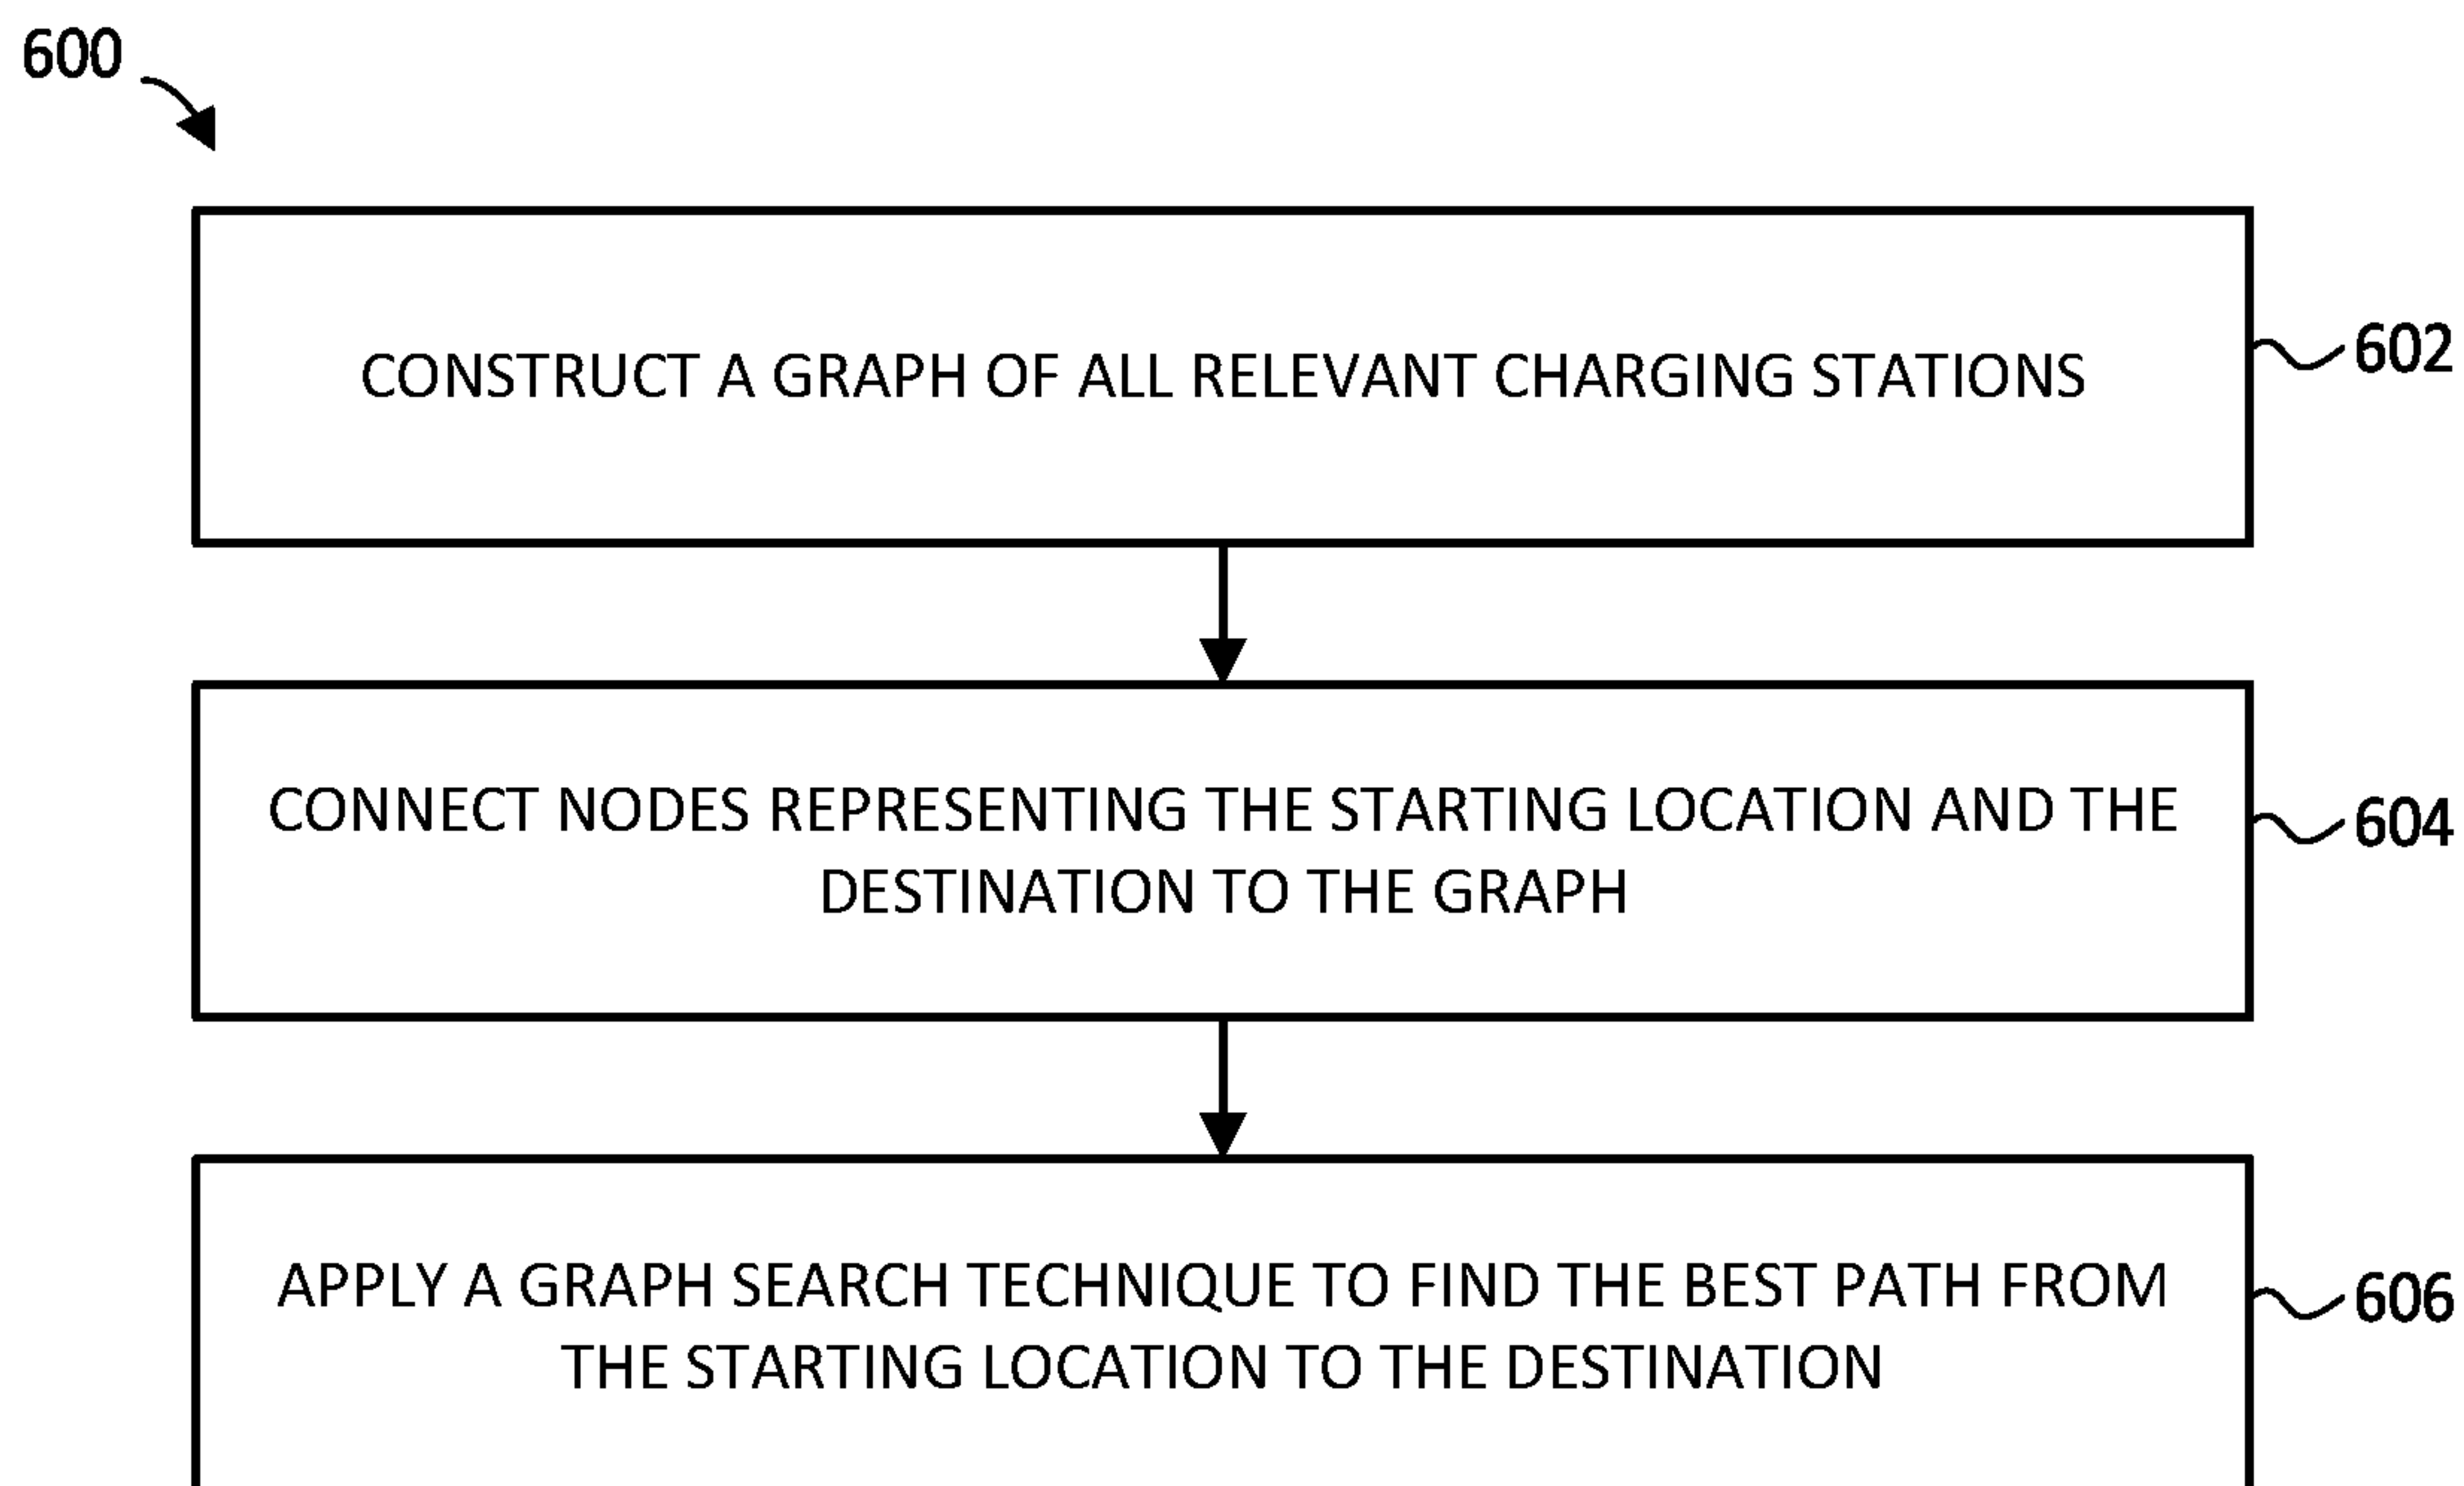 600
CONSTRUCT A GRAPH OF ALL RELEVANT CHARGING STATIONS
602
CONNECT NODES REPRESENTING THE STARTING LOCATION AND THE
DESTINATION TO THE GRAPH
604
APPLY A GRAPH SEARCH TECHNIQUE TO FIND THE BEST PATH FROM
THE STARTING LOCATION TO THE DESTINATION
606